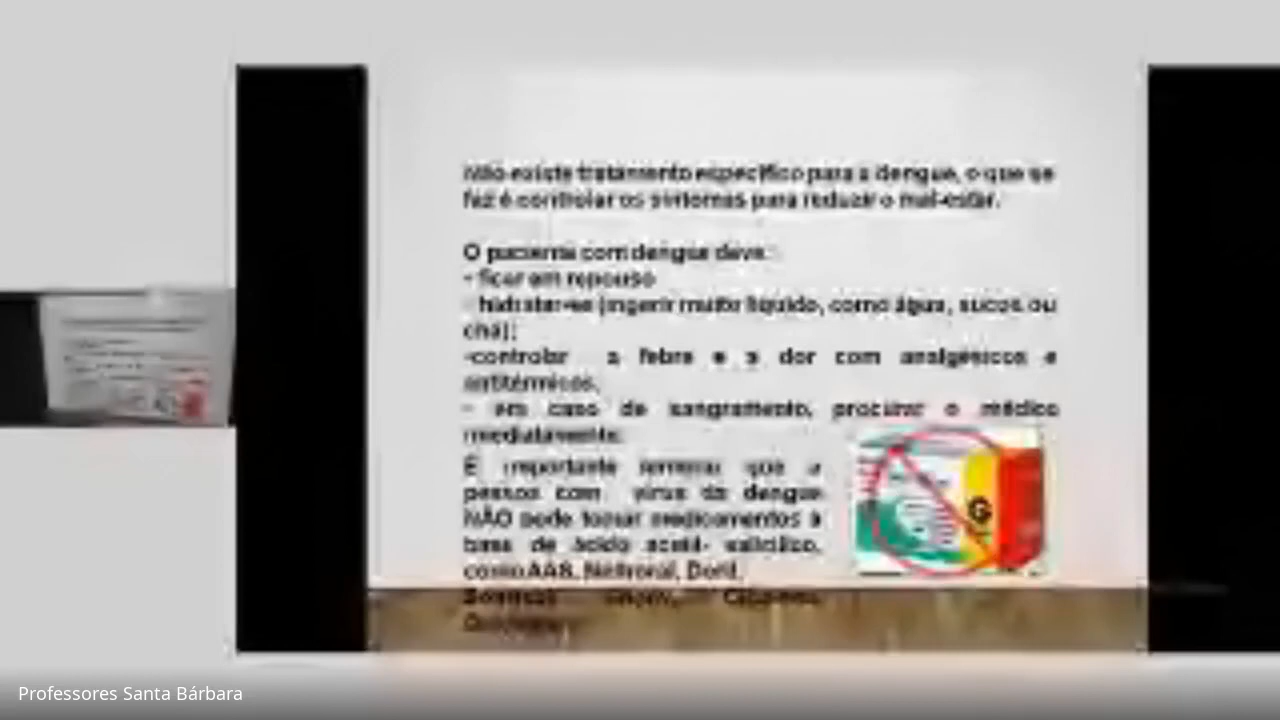 Não existe tratamento específico para a dengue, o que se
faz é controlar os sintomas para reduzir o mal-estar.
O paciente com dengue deve:
- ficar em repouso
- hidratar-se (ingerir muito líquido, como água, sucos ou
chá);
-controlar a febre e a dor com analgésicos e
antitérmicos.
- em caso de sangramento, procurar o médico
imediatamente.
É importante lembrar que a
pessoa com vírus da dengue
NÃO pode tomar medicamentos à
base de ácido acetil- salicílico,
como AAS, Melhoral, Doril,
G
Professores Santa Bárbara